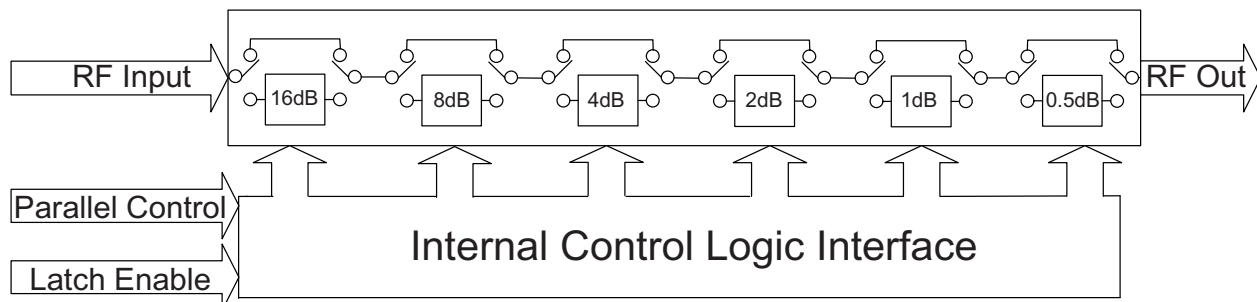 RF Input
16dB
8dB
4dB
2dB
1dB
0.5dB
RF Out
Parallel Control
Internal Control Logic Interface
Latch Enable